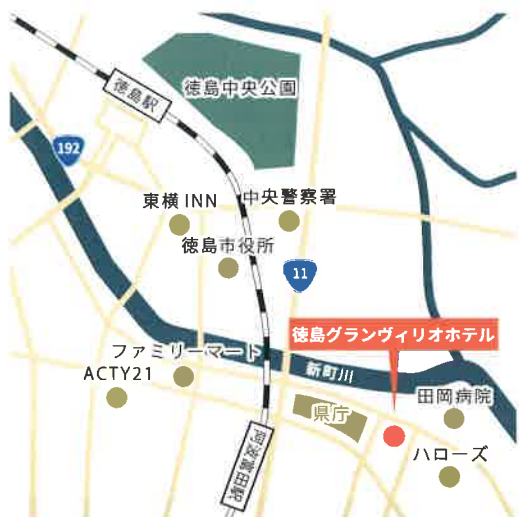 徳島駅
徳島中央公園
192
東横 INN
中央警察署
徳島市役所
11
徳島グランヴィリオホテル
ファミリーマート
新町川
ACTY21
田岡病院
県庁
ハローズ
阿波富田駅